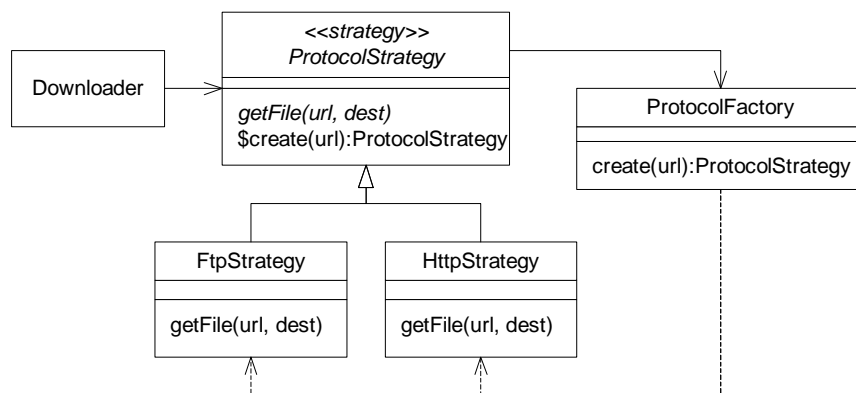 <<strategy>>
ProtocolStrategy
Downloader
getFile(url, dest)
$create(url):ProtocolStrategy
ProtocolFactory
create(url):ProtocolStrategy
FtpStrategy
getFile(url, dest)
HttpStrategy
getFile(url, dest)